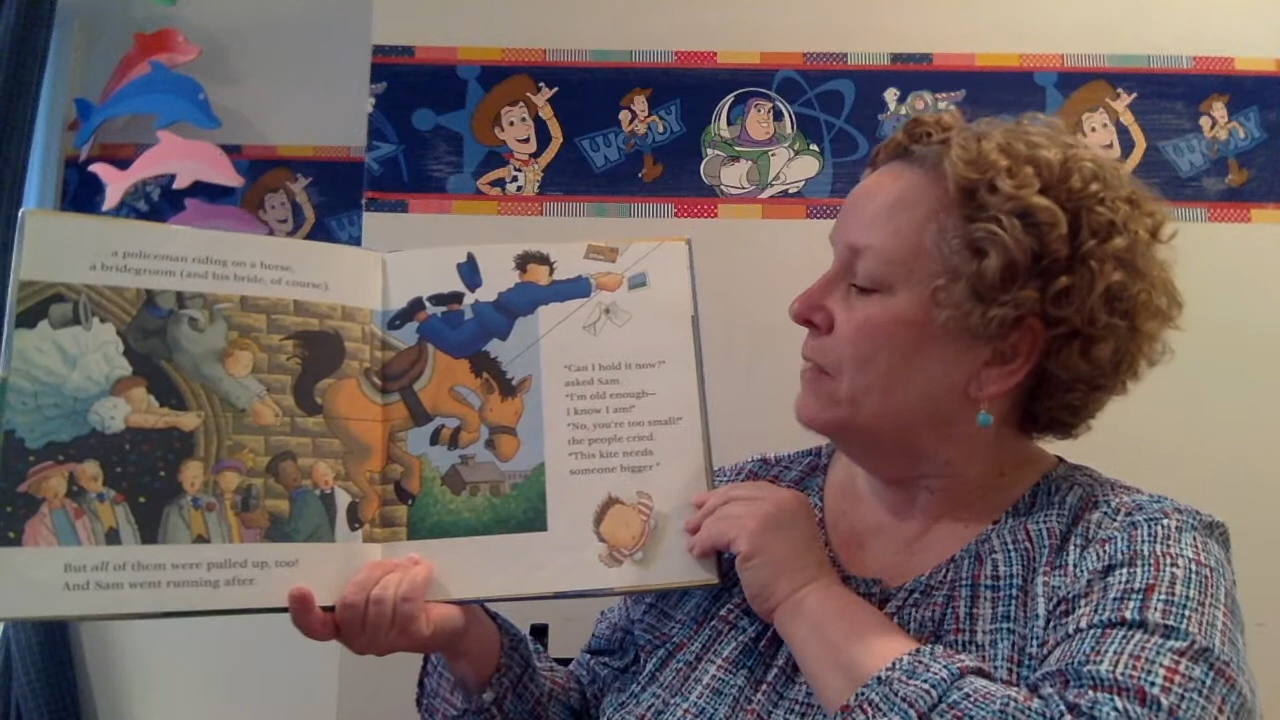 WOODY
WOODY
a policeman riding on a horse,
a bridegroom (and his bride, of course).
But all of them were pulled up, too!
And Sam went running after.
"Can I hold it now?"
asked Sam.
"I'm old enough—
I know I am!"
"No, you're too small!"
the people cried.
"This kite needs
someone bigger"